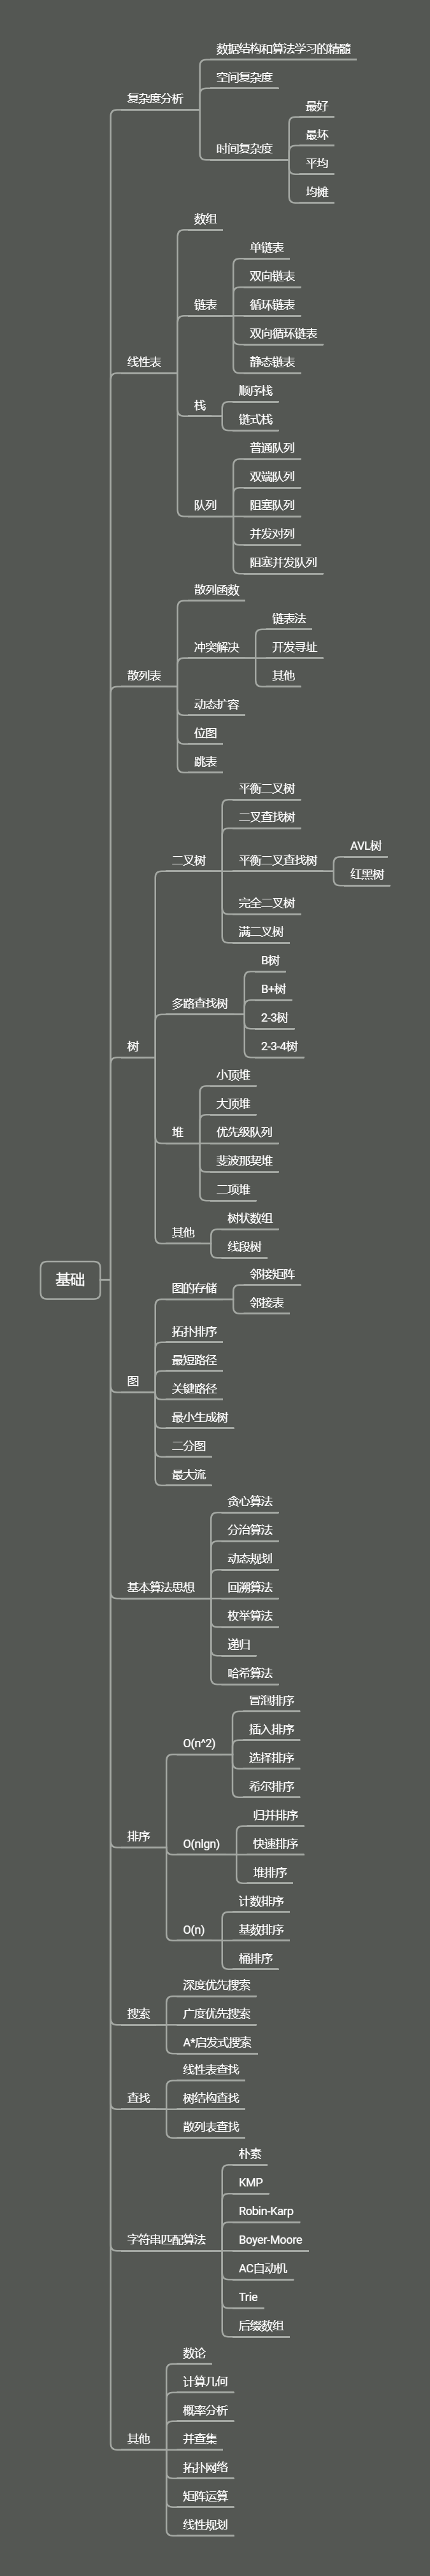 数据结构和算法学习的精髓
空间复杂度
复杂度分析
最好
最坏
时间复杂度
平均
均摊
数组
单链表
双向链表
链表
循环链表
双向循环链表
静态链表
线性表
顺序栈
栈
链式栈
普通队列
双端队列
队列
阻塞队列
并发对列
阻塞并发队列
散列函数
链表法
冲突解决
开发寻址
其他
散列表
动态扩容
位图
跳表
平衡二叉树
二叉查找树
二叉树
平衡二叉查找树
AVL树
红黑树
完全二叉树
满二叉树
B树
B+树
多路查找树
2-3树
2-3-4树
树
小顶堆
大顶堆
堆
优先级队列
斐波那契堆
二项堆
其他
树状数组
线段树
基础
图的存储
邻接矩阵
邻接表
拓扑排序
最短路径
图
关键路径
最小生成树
二分图
最大流
贪心算法
分治算法
动态规划
基本算法思想
回溯算法
枚举算法
递归
哈希算法
冒泡排序
插入排序
O(n^2)
选择排序
希尔排序
排序
归并排序
O(nlgn)
快速排序
堆排序
计数排序
O(n)
基数排序
桶排序
深度优先搜索
搜索
广度优先搜索
A*启发式搜索
线性表查找
查找
树结构查找
散列表查找
朴素
KMP
Robin-Karp
字符串匹配算法
Boyer-Moore
AC自动机
Trie
后缀数组
数论
计算几何
概率分析
其他
并查集
拓扑网络
矩阵运算
线性规划